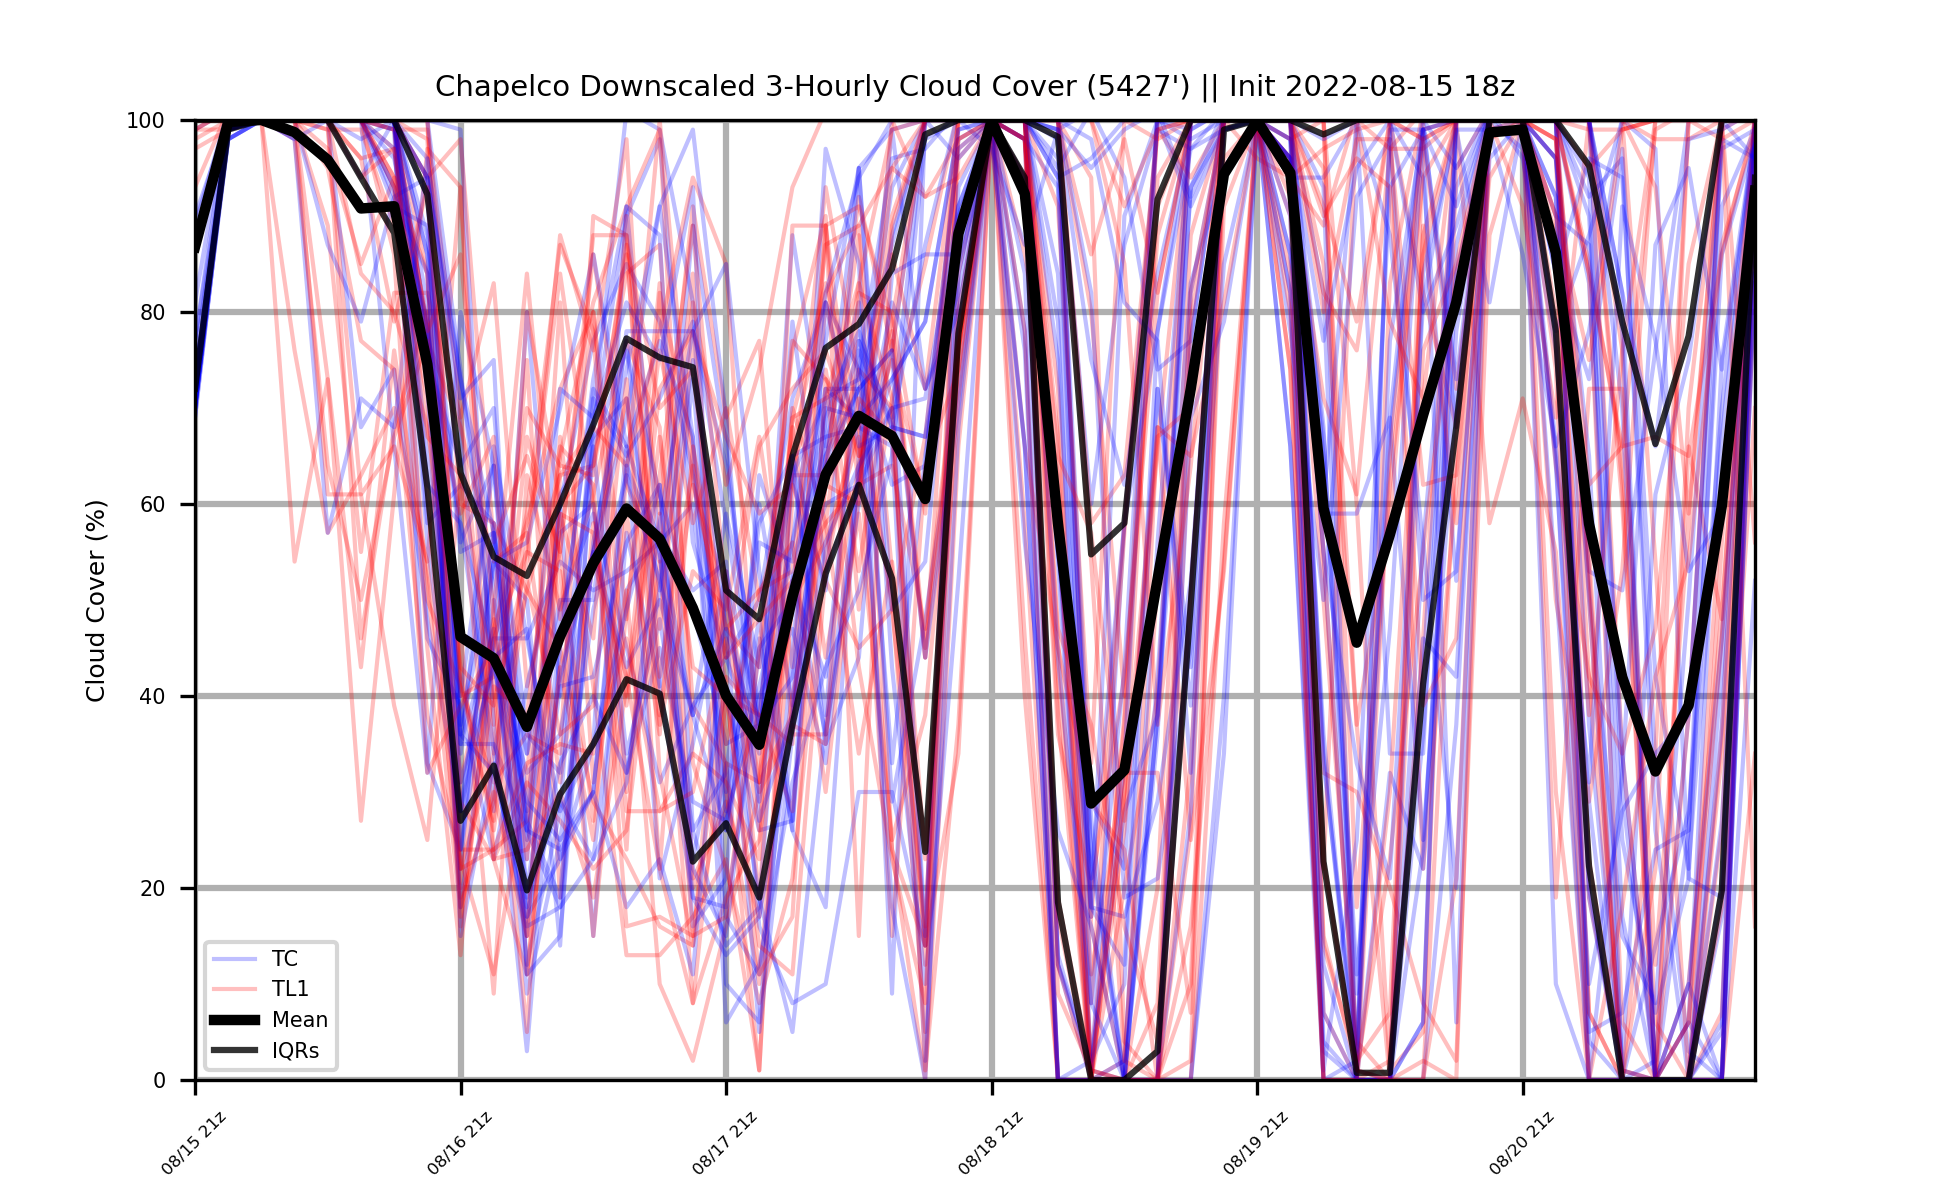 Chapelco Downscaled 3-Hourly Cloud Cover (5427') || Init 2022-08-15 18z
Cloud Cover (%)
100
80
60
40
20
0
TC
TL1
Mean
IQRs
08/15 21z
08/16 21z
08/17 21z
08/18 21z
08/19 21z
08/20 21z